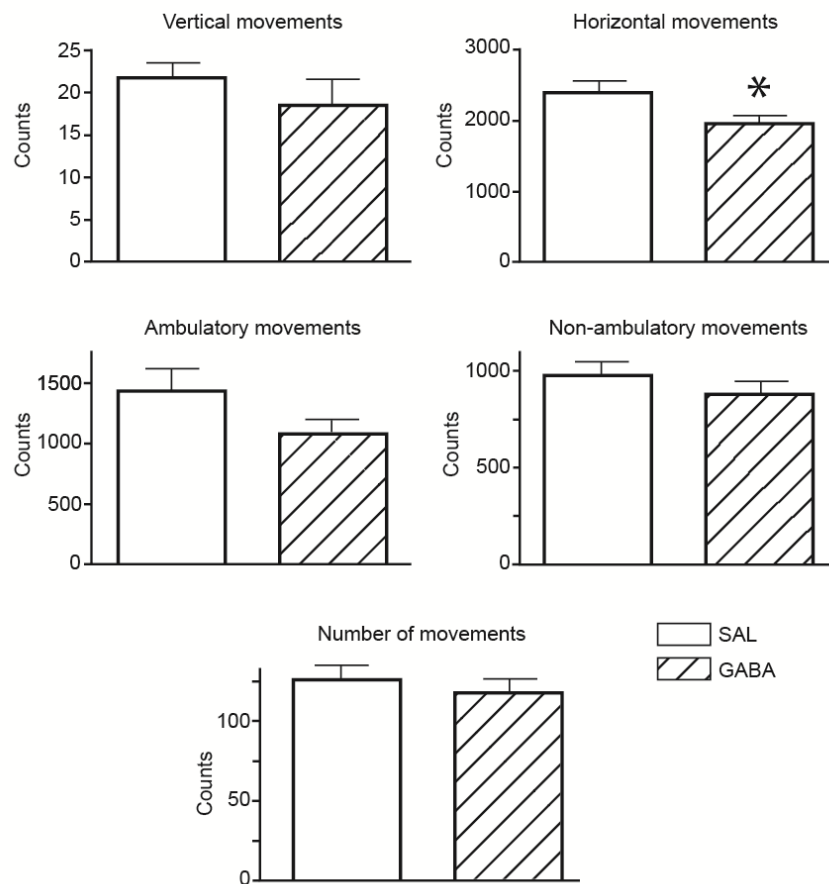 Vertical movements
25
20
15
10
5
0
Counts
Horizontal movements
3000
2000
1000
0
Counts
*
Ambulatory movements
1500
1000
500
0
Counts
Non-ambulatory movements
1000
500
0
Counts
Number of movements
100
50
0
Counts
SAL
GABA